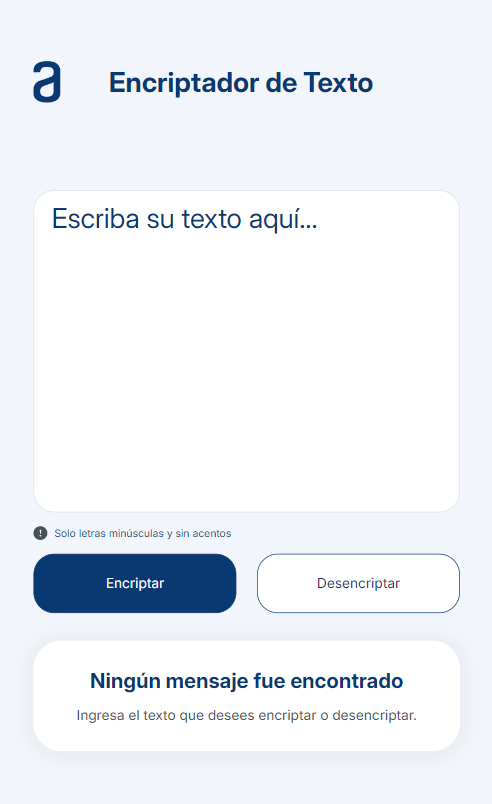 a
Encriptador de Texto
Escriba su texto aquí...
! Solo letras minúsculas y sin acentos
Encriptar
Desencriptar
Ningún mensaje fue encontrado
Ingresa el texto que desees encriptar o desencriptar.